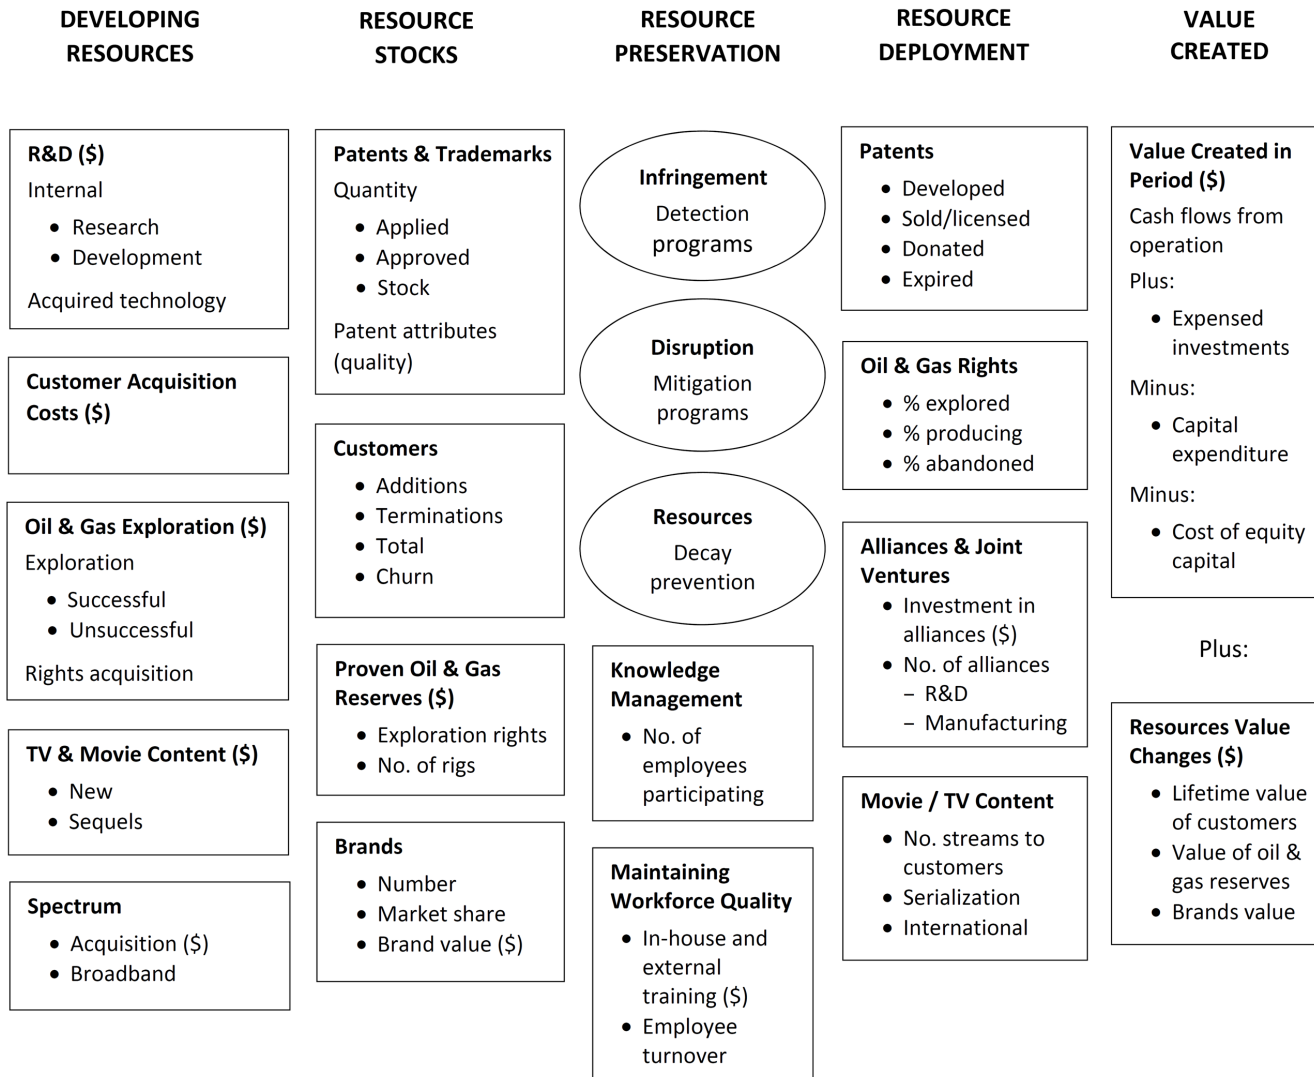 DEVELOPING
RESOURCES
R&D ($)
Internal
• Research
• Development
Acquired technology
Customer Acquisition
Costs ($)
Oil & Gas Exploration ($)
Exploration
• Successful
• Unsuccessful
Rights acquisition
TV & Movie Content ($)
• New
• Sequels
Spectrum
• Acquisition ($)
• Broadband
RESOURCE
STOCKS
Patents & Trademarks
Quantity
• Applied
• Approved
• Stock
Patent attributes
(quality)
Customers
• Additions
• Terminations
• Total
• Churn
Proven Oil & Gas
Reserves ($)
• Exploration rights
• No. of rigs
Brands
• Number
• Market share
• Brand value ($)
RESOURCE
PRESERVATION
Infringement
Detection
programs
Disruption
Mitigation
programs
Resources
Decay
prevention
Knowledge
Management
• No. of
employees
participating
Maintaining
Workforce Quality
• In-house and
external
training ($)
• Employee
turnover
RESOURCE
DEPLOYMENT
Patents
• Developed
• Sold/licensed
• Donated
• Expired
Oil & Gas Rights
• % explored
• % producing
• % abandoned
Alliances & Joint
Ventures
• Investment in
alliances ($)
• No. of alliances
– R&D
– Manufacturing
Movie / TV Content
• No. streams to
customers
• Serialization
• International
VALUE
CREATED
Value Created in
Period ($)
Cash flows from
operation
Plus:
• Expensed
investments
Minus:
• Capital
expenditure
Minus:
• Cost of equity
capital
Plus:
Resources Value
Changes ($)
• Lifetime value
of customers
• Value of oil &
gas reserves
• Brands value